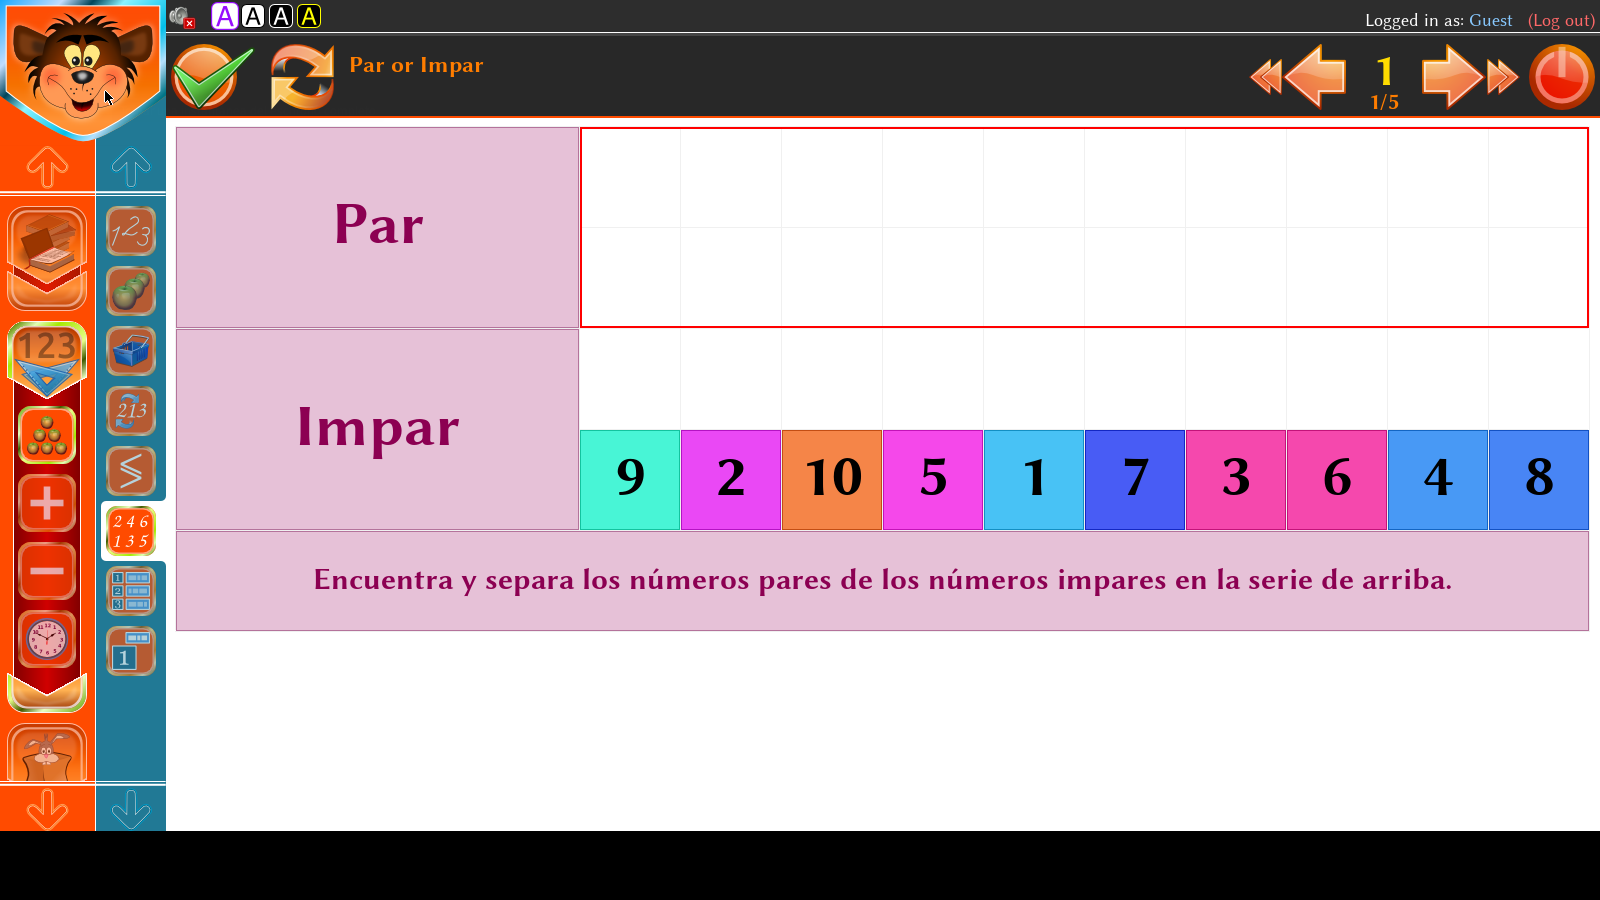 A A A A
Logged in as: Guest (Log out)
Par or Impar
1
1/5
Par
Impar
9 2 10 5 1 7 3 6 4 8
Encuentra y separa los números pares de los números impares en la serie de arriba.
123
123
213
≤
2 4 6
1 3 5
1
2
3
1